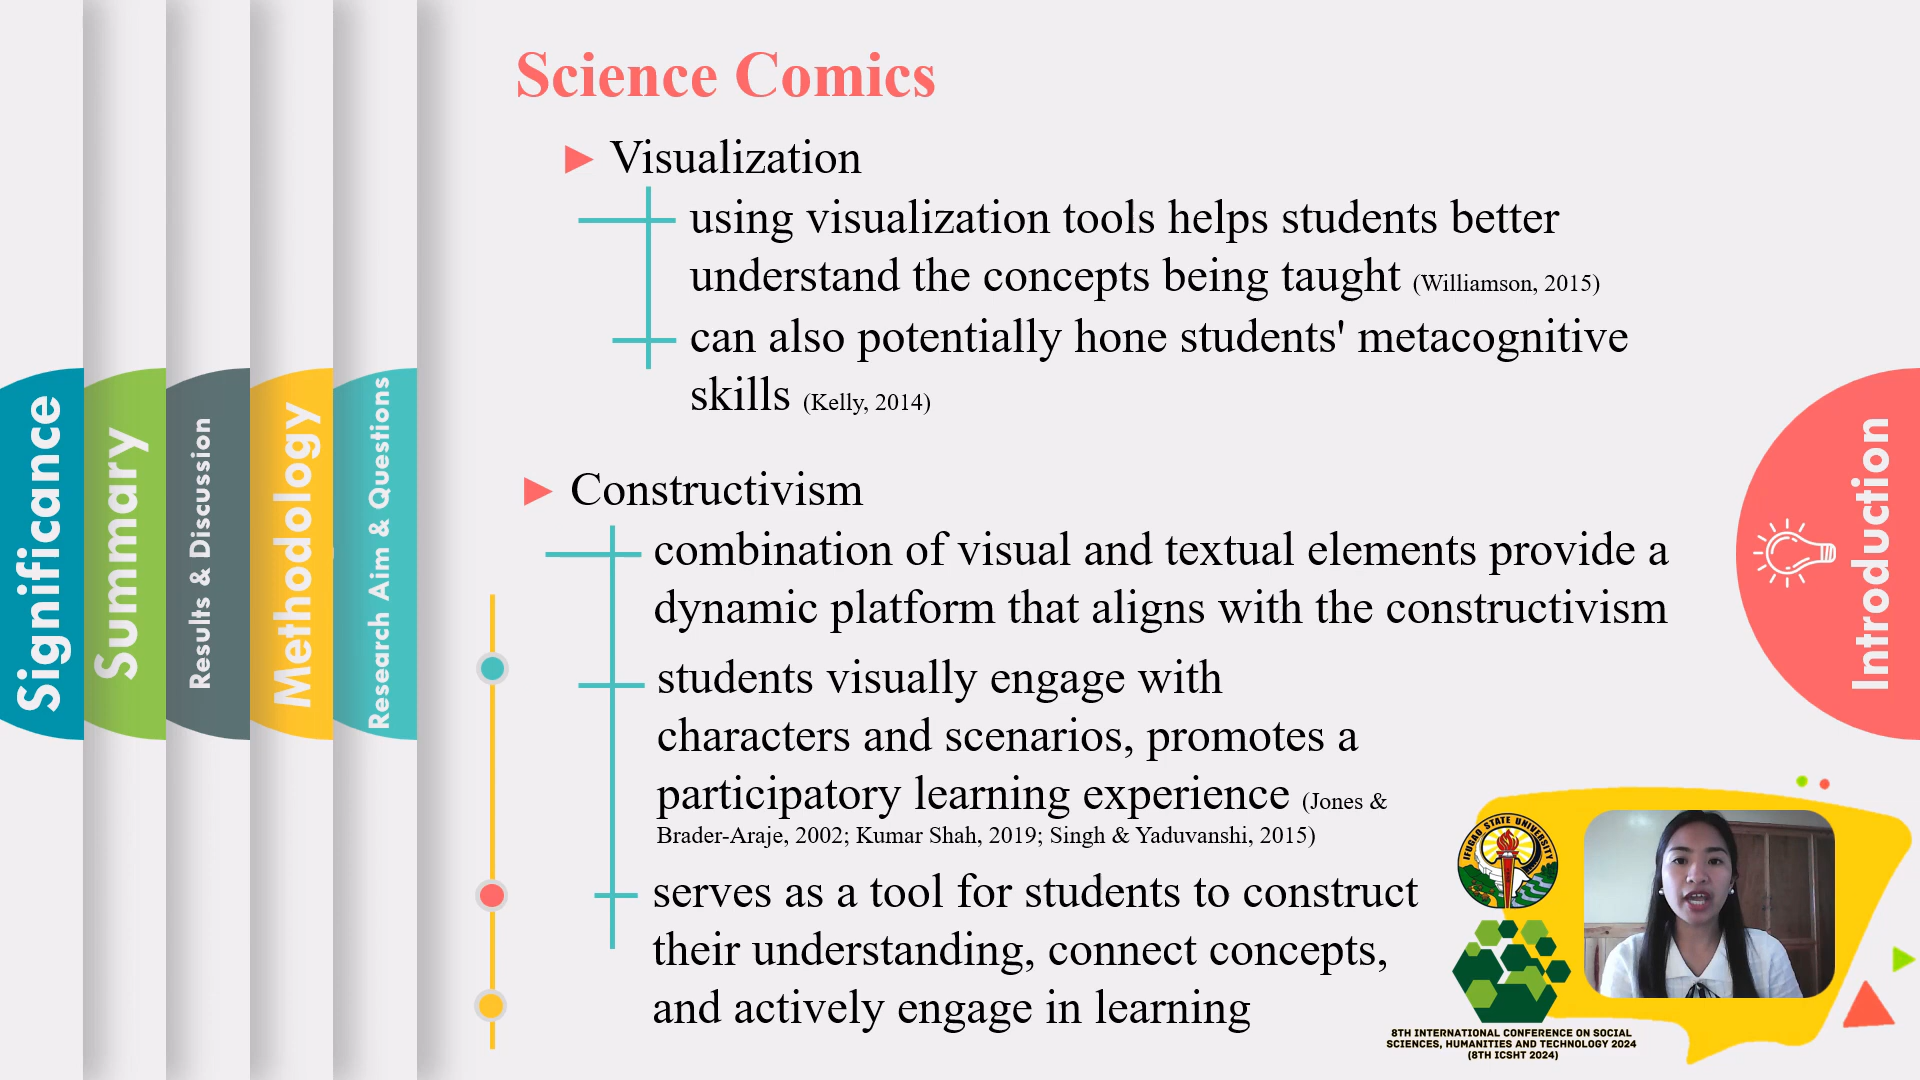 Science Comics
Visualization
using visualization tools helps students better
understand the concepts being taught (Williamson, 2015)
can also potentially hone students' metacognitive
skills (Kelly, 2014)
Constructivism
combination of visual and textual elements provide a
dynamic platform that aligns with the constructivism
students visually engage with
characters and scenarios, promotes a
participatory learning experience (Jones &
Brader-Araje, 2002; Kumar Shah, 2019; Singh & Yaduvanshi, 2015)
serves as a tool for students to construct
their understanding, connect concepts,
and actively engage in learning
Significance
Summary
Results & Discussion
Methodology
Research Aim & Questions
Introduction
IFUGAO STATE UNIVERSITY
8TH INTERNATIONAL CONFERENCE ON SOCIAL
SCIENCES, HUMANITIES AND TECHNOLOGY 2024
(8TH ICSHT 2024)